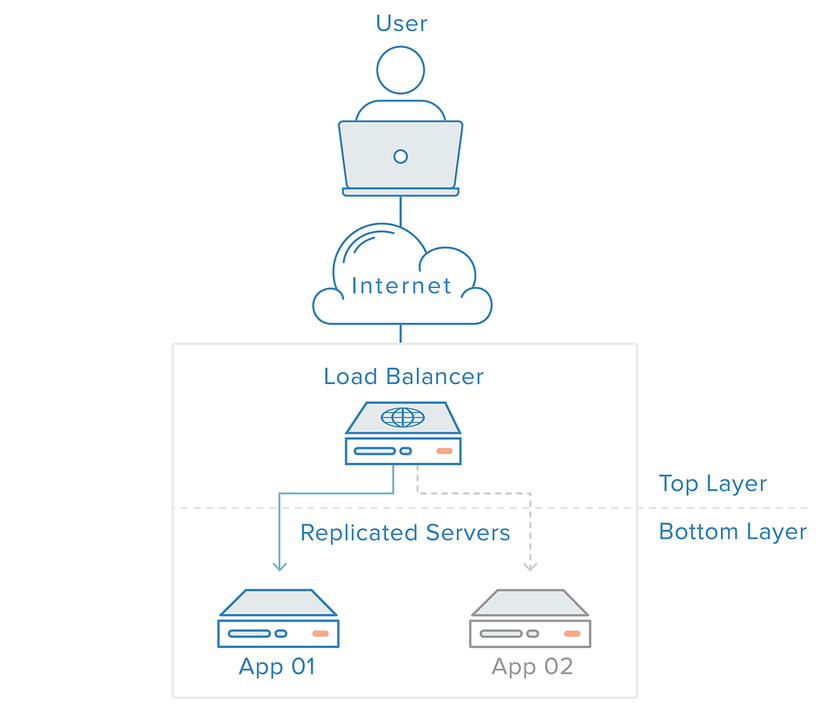 User
Internet
Load Balancer
Top Layer
Replicated Servers
Bottom Layer
App 01
App 02